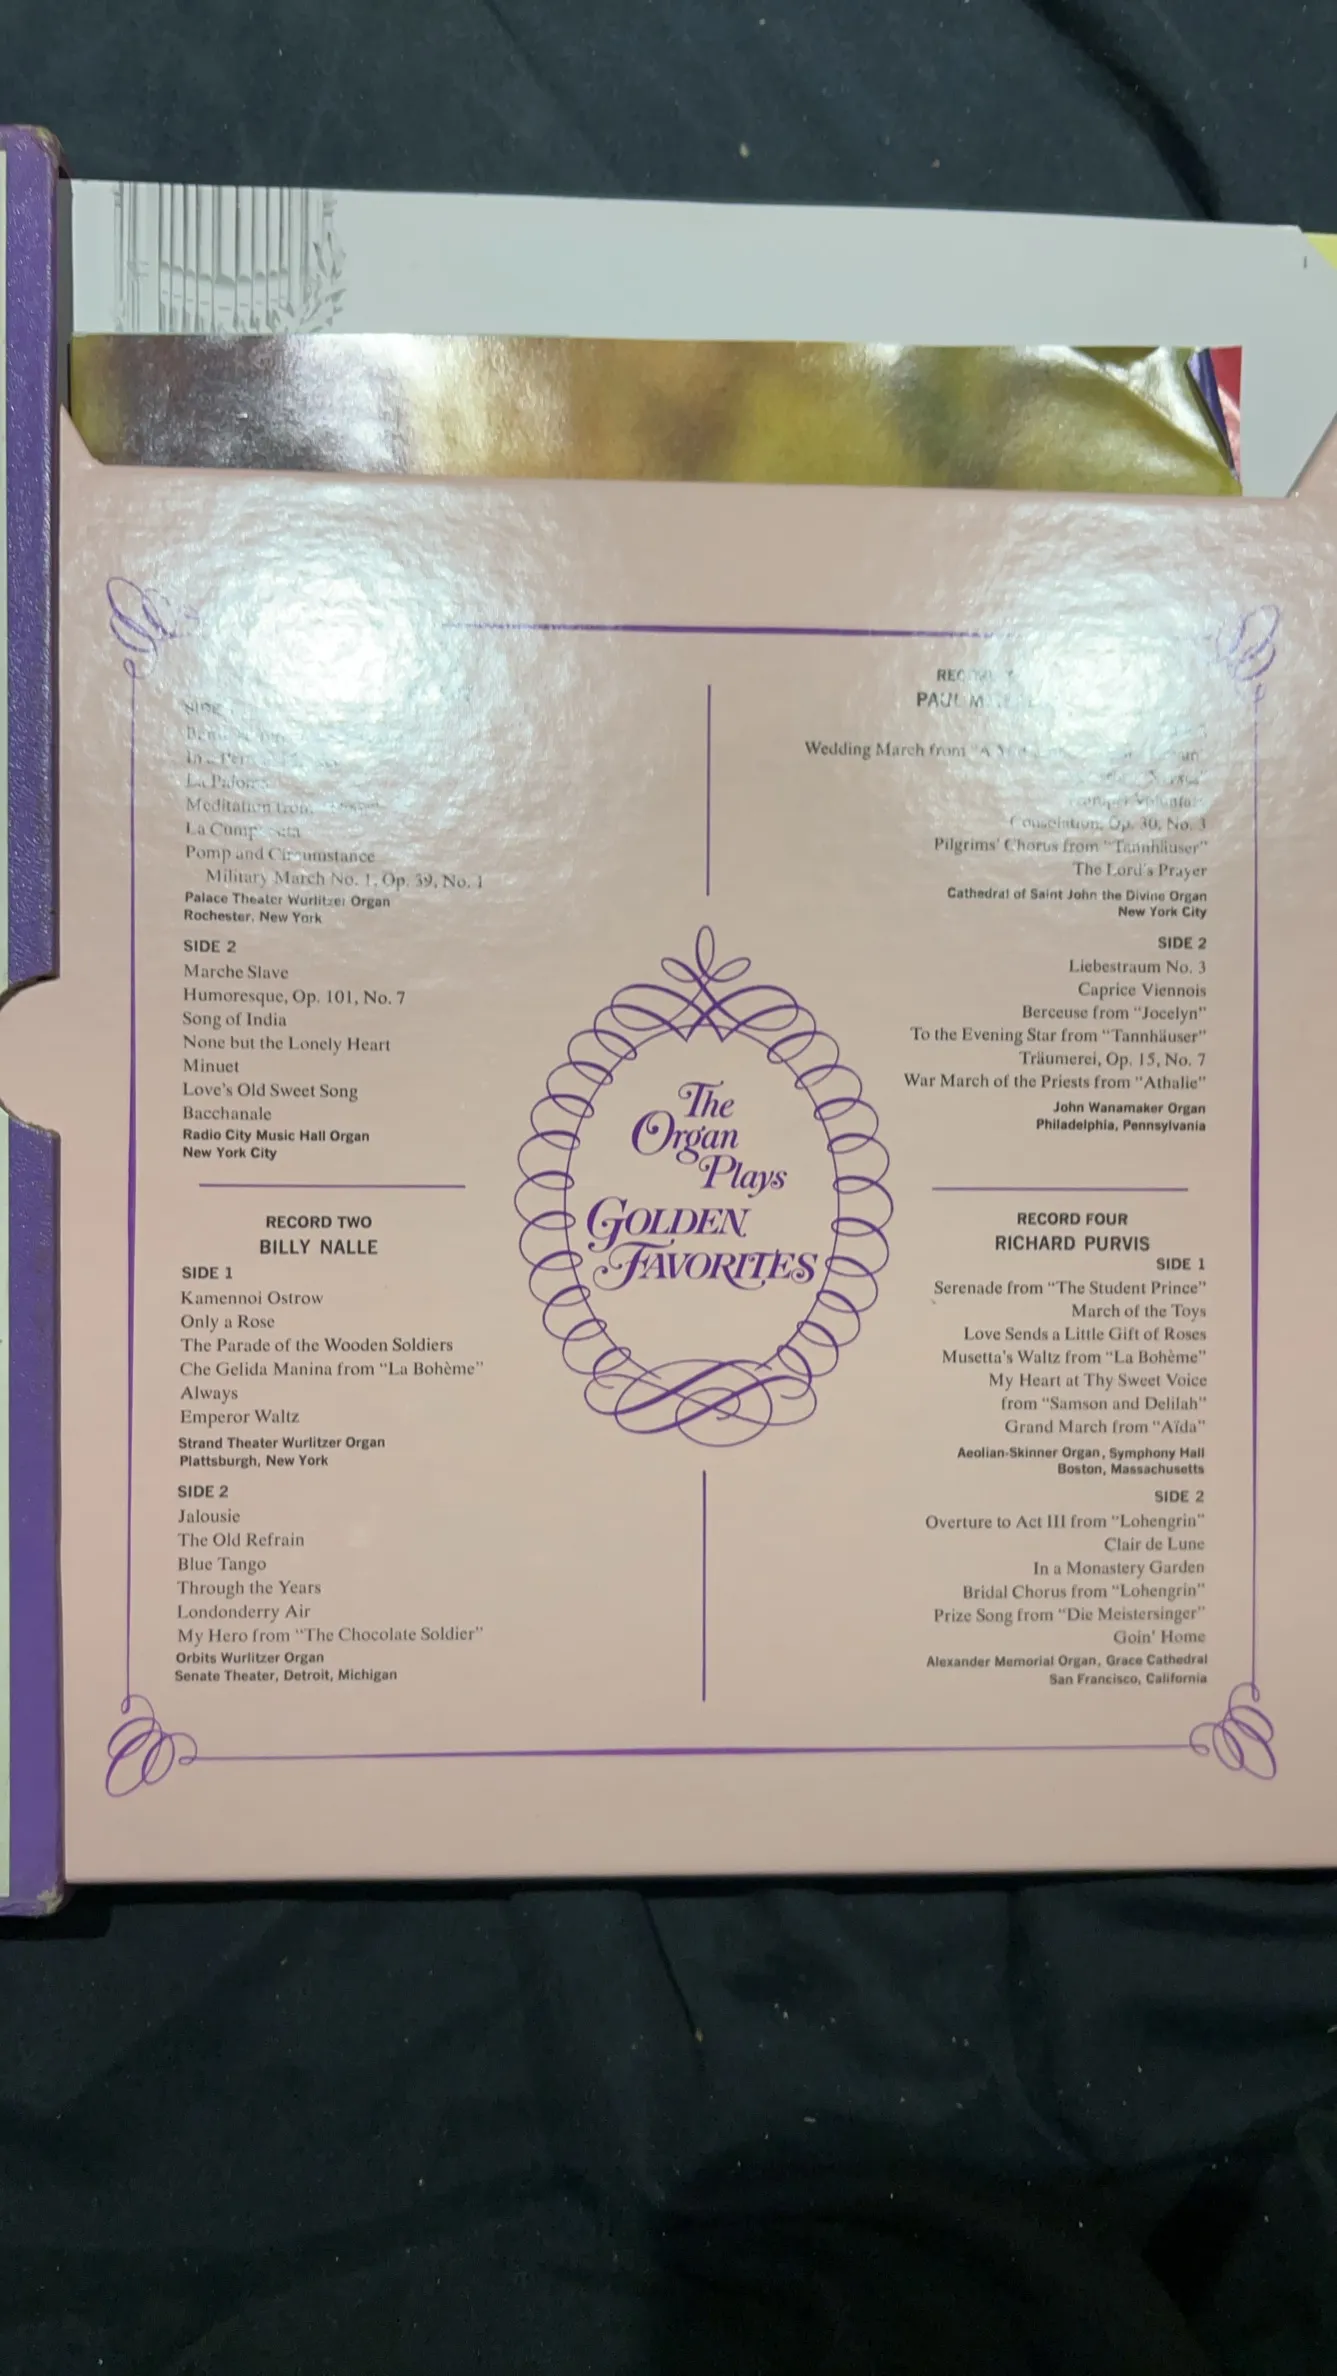 SIDE
La
Meditation
La
Pomp and Circumstance
Military March No. 1, Op. 39, No. 1
Palace Theater Wurlitzer Organ
Rochester, New York
SIDE 2
Marche Slave
Humoresque, Op. 101, No. 7
Song of India
None but the Lonely Heart
Minuet
Love's Old Sweet Song
Bacchanale
Radio City Music Hall Organ
New York City
RECORD TWO
BILLY NALLE
SIDE 1
Kamennoi Ostrow
Only a Rose
The Parade of the Wooden Soldiers
Che Gelida Manina from "La Bohème"
Always
Emperor Waltz
Strand Theater Wurlitzer Organ
Plattsburgh, New York
SIDE 2
Jalousie
The Old Refrain
Blue Tango
Through the Years
Londonderry Air
My Hero from "The Chocolate Soldier"
Orbits Wurlitzer Organ
Senate Theater, Detroit, Michigan
The
Organ
Plays
GOLDEN
FAVORITES
PAUL
Wedding March from "A
Consolation, Op. 30, No. 3
Pilgrims' Chorus from "Tannhäuser"
The Lord's Prayer
Cathedral of Saint John the Divine Organ
New York City
SIDE 2
Liebestraum No. 3
Caprice Viennois
Berceuse from "Jocelyn"
To the Evening Star from "Tannhäuser"
Träumerei, Op. 15, No. 7
War March of the Priests from "Athalie"
John Wanamaker Organ
Philadelphia, Pennsylvania
RECORD FOUR
RICHARD PURVIS
SIDE 1
Serenade from "The Student Prince"
March of the Toys
Love Sends a Little Gift of Roses
Musetta's Waltz from "La Bohème"
My Heart at Thy Sweet Voice
from "Samson and Delilah"
Grand March from "Aïda"
Aeolian-Skinner Organ, Symphony Hall
Boston, Massachusetts
SIDE 2
Overture to Act III from "Lohengrin"
Clair de Lune
In a Monastery Garden
Bridal Chorus from "Lohengrin"
Prize Song from "Die Meistersinger"
Goin' Home
Alexander Memorial Organ, Grace Cathedral
San Francisco, California